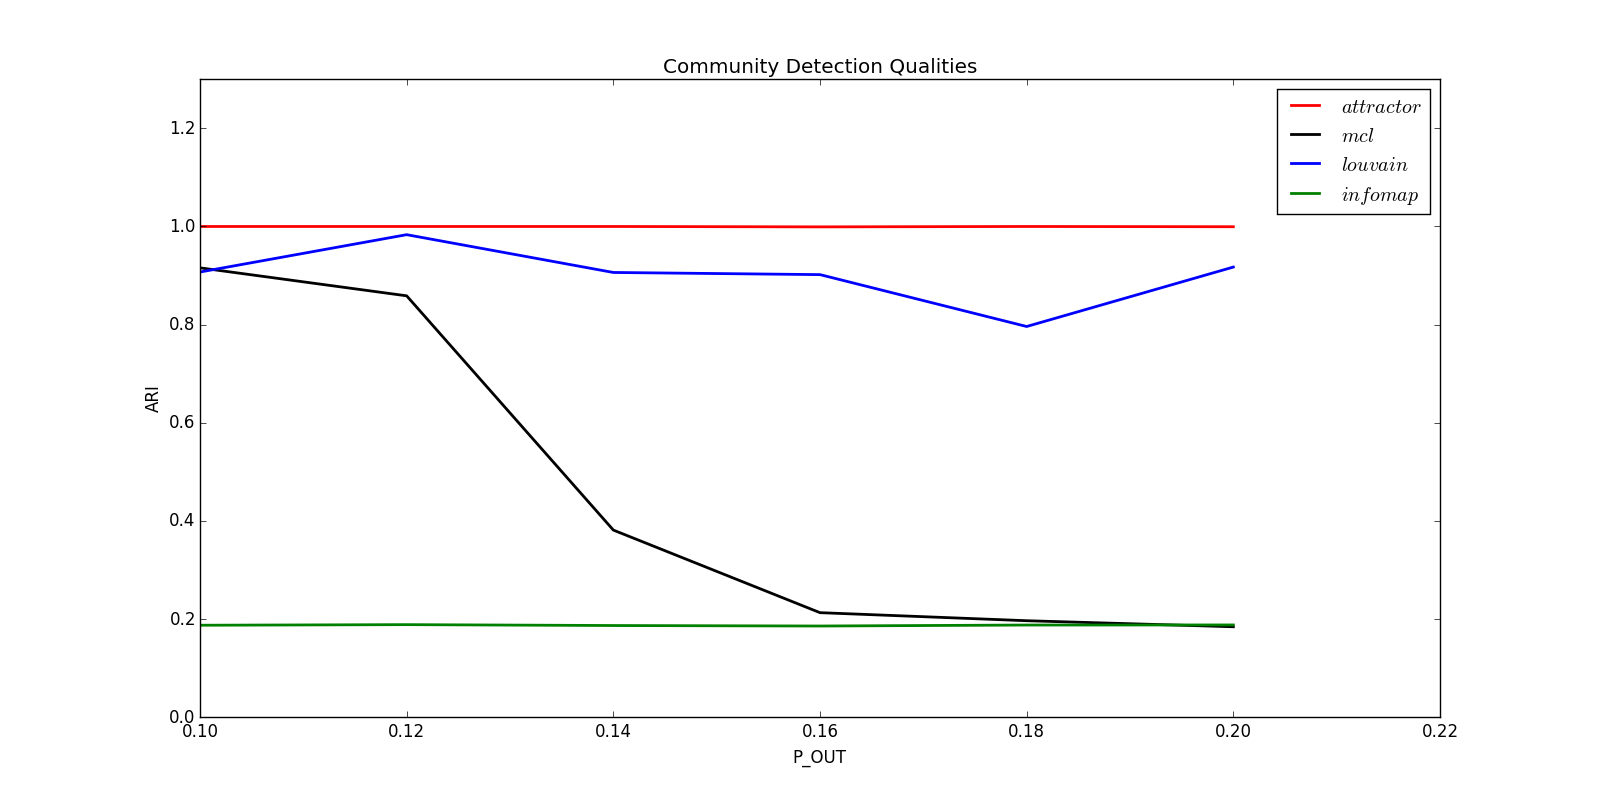 Community Detection Qualities
attractor
mcl
louvain
infomap
1.2
1.0
0.8
0.6
0.4
0.2
0.0
ARI
0.10 0.12 0.14 0.16 0.18 0.20 0.22
P_OUT